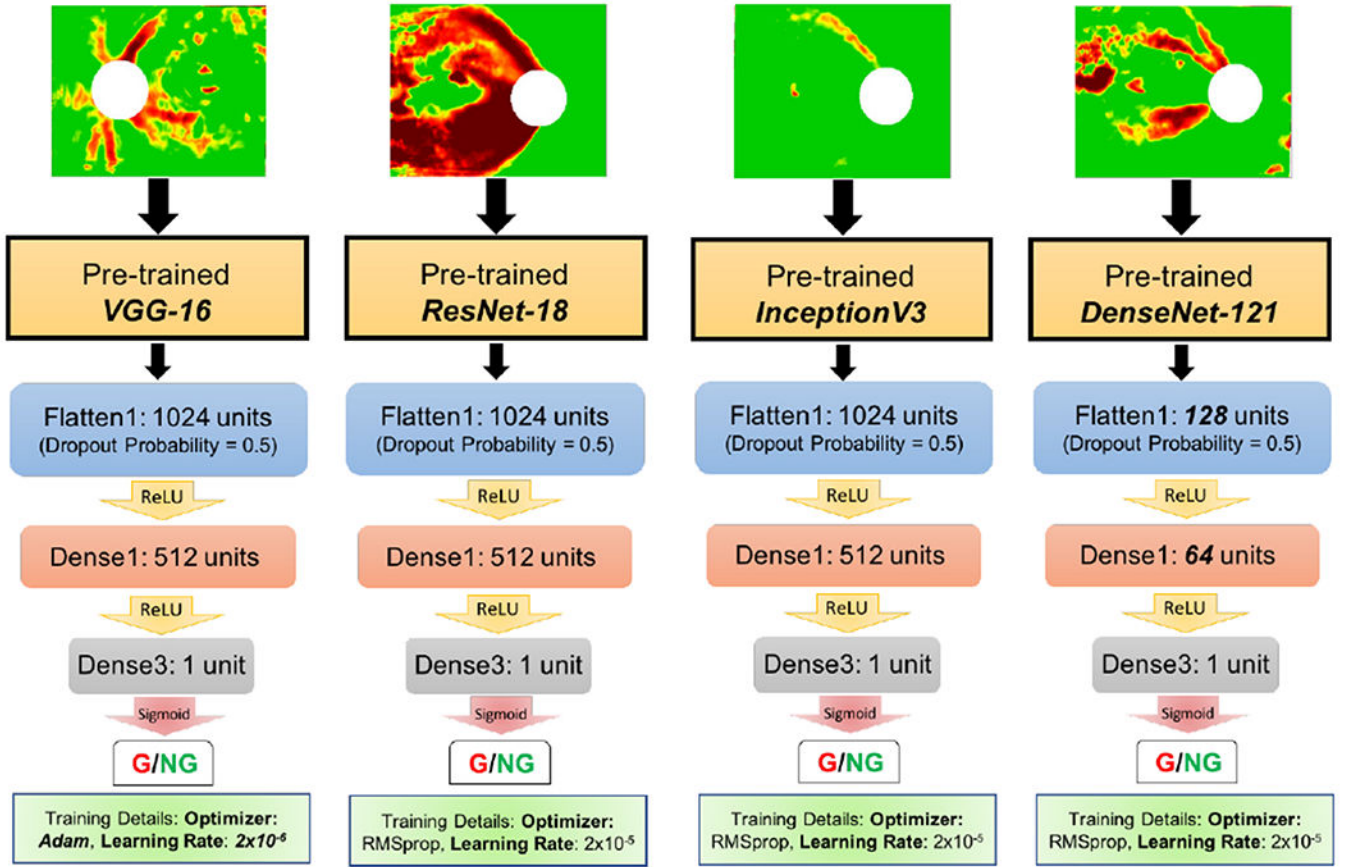 Pre-trained
VGG-16
Flatten1: 1024 units
(Dropout Probability = 0.5)
ReLU
Dense1: 512 units
ReLU
Dense3: 1 unit
Sigmoid
G/NG
Training Details: Optimizer:
Adam, Learning Rate: 2x10⁻⁶
Pre-trained
ResNet-18
Flatten1: 1024 units
(Dropout Probability = 0.5)
ReLU
Dense1: 512 units
ReLU
Dense3: 1 unit
Sigmoid
G/NG
Training Details: Optimizer:
RMSprop, Learning Rate: 2x10⁻⁵
Pre-trained
InceptionV3
Flatten1: 1024 units
(Dropout Probability = 0.5)
ReLU
Dense1: 512 units
ReLU
Dense3: 1 unit
Sigmoid
G/NG
Training Details: Optimizer:
RMSprop, Learning Rate: 2x10⁻⁵
Pre-trained
DenseNet-121
Flatten1: 128 units
(Dropout Probability = 0.5)
ReLU
Dense1: 64 units
ReLU
Dense3: 1 unit
Sigmoid
G/NG
Training Details: Optimizer:
RMSprop, Learning Rate: 2x10⁻⁵